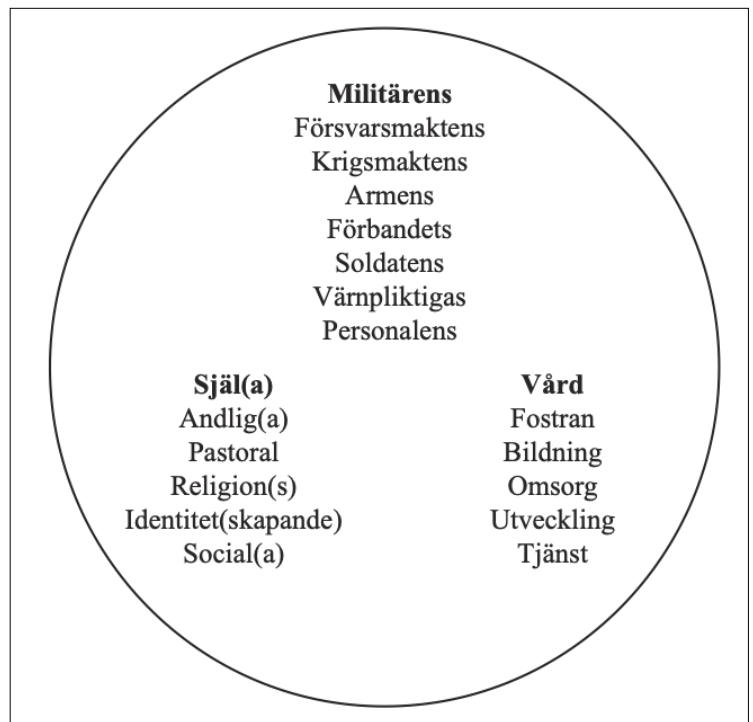 Militärens
Försvarsmaktens
Krigsmaktens
Armens
Förbandets
Soldatens
Värnpliktigas
Personalens
Själ(a)
Andlig(a)
Pastoral
Religion(s)
Identitet(skapande)
Social(a)
Vård
Fostran
Bildning
Omsorg
Utveckling
Tjänst